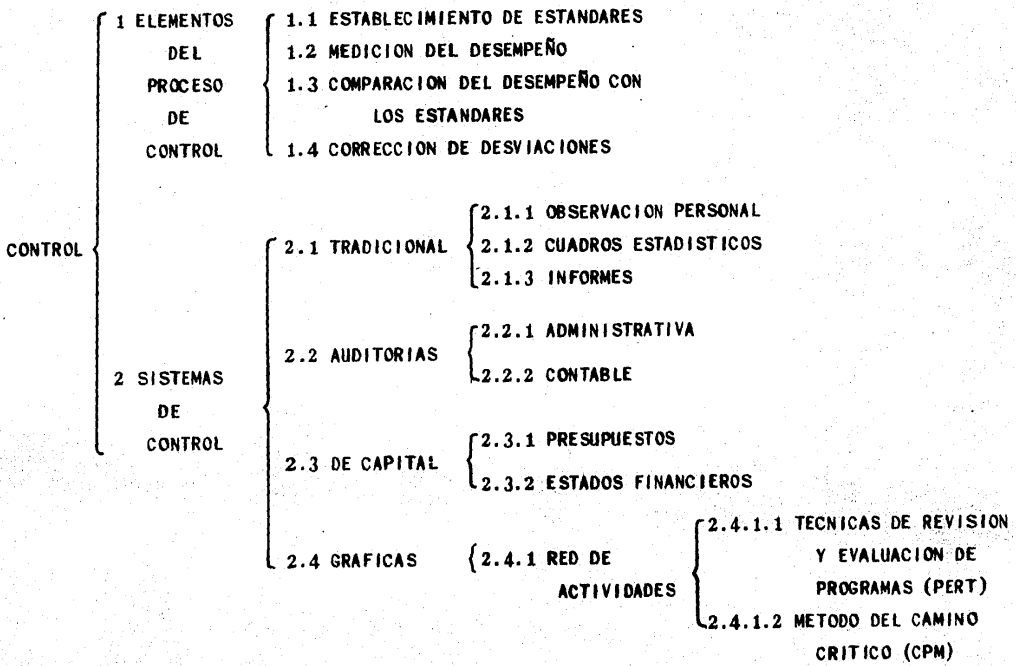 1 ELEMENTOS
DEL
PROCESO
DE
CONTROL
1.1 ESTABLECIMIENTO DE ESTANDARES
1.2 MEDICION DEL DESEMPEÑO
1.3 COMPARACION DEL DESEMPEÑO CON
LOS ESTANDARES
1.4 CORRECCION DE DESVIACIONES
CONTROL
2 SISTEMAS
DE
CONTROL
2.1 TRADICIONAL
2.1.1 OBSERVACION PERSONAL
2.1.2 CUADROS ESTADISTICOS
2.1.3 INFORMES
2.2 AUDITORIAS
2.2.1 ADMINISTRATIVA
2.2.2 CONTABLE
2.3 DE CAPITAL
2.3.1 PRESUPUESTOS
2.3.2 ESTADOS FINANCIEROS
2.4 GRAFICAS
2.4.1 RED DE
ACTIVIDADES
2.4.1.1 TECNICAS DE REVISION
Y EVALUACION DE
PROGRAMAS (PERT)
2.4.1.2 METODO DEL CAMINO
CRITICO (CPM)